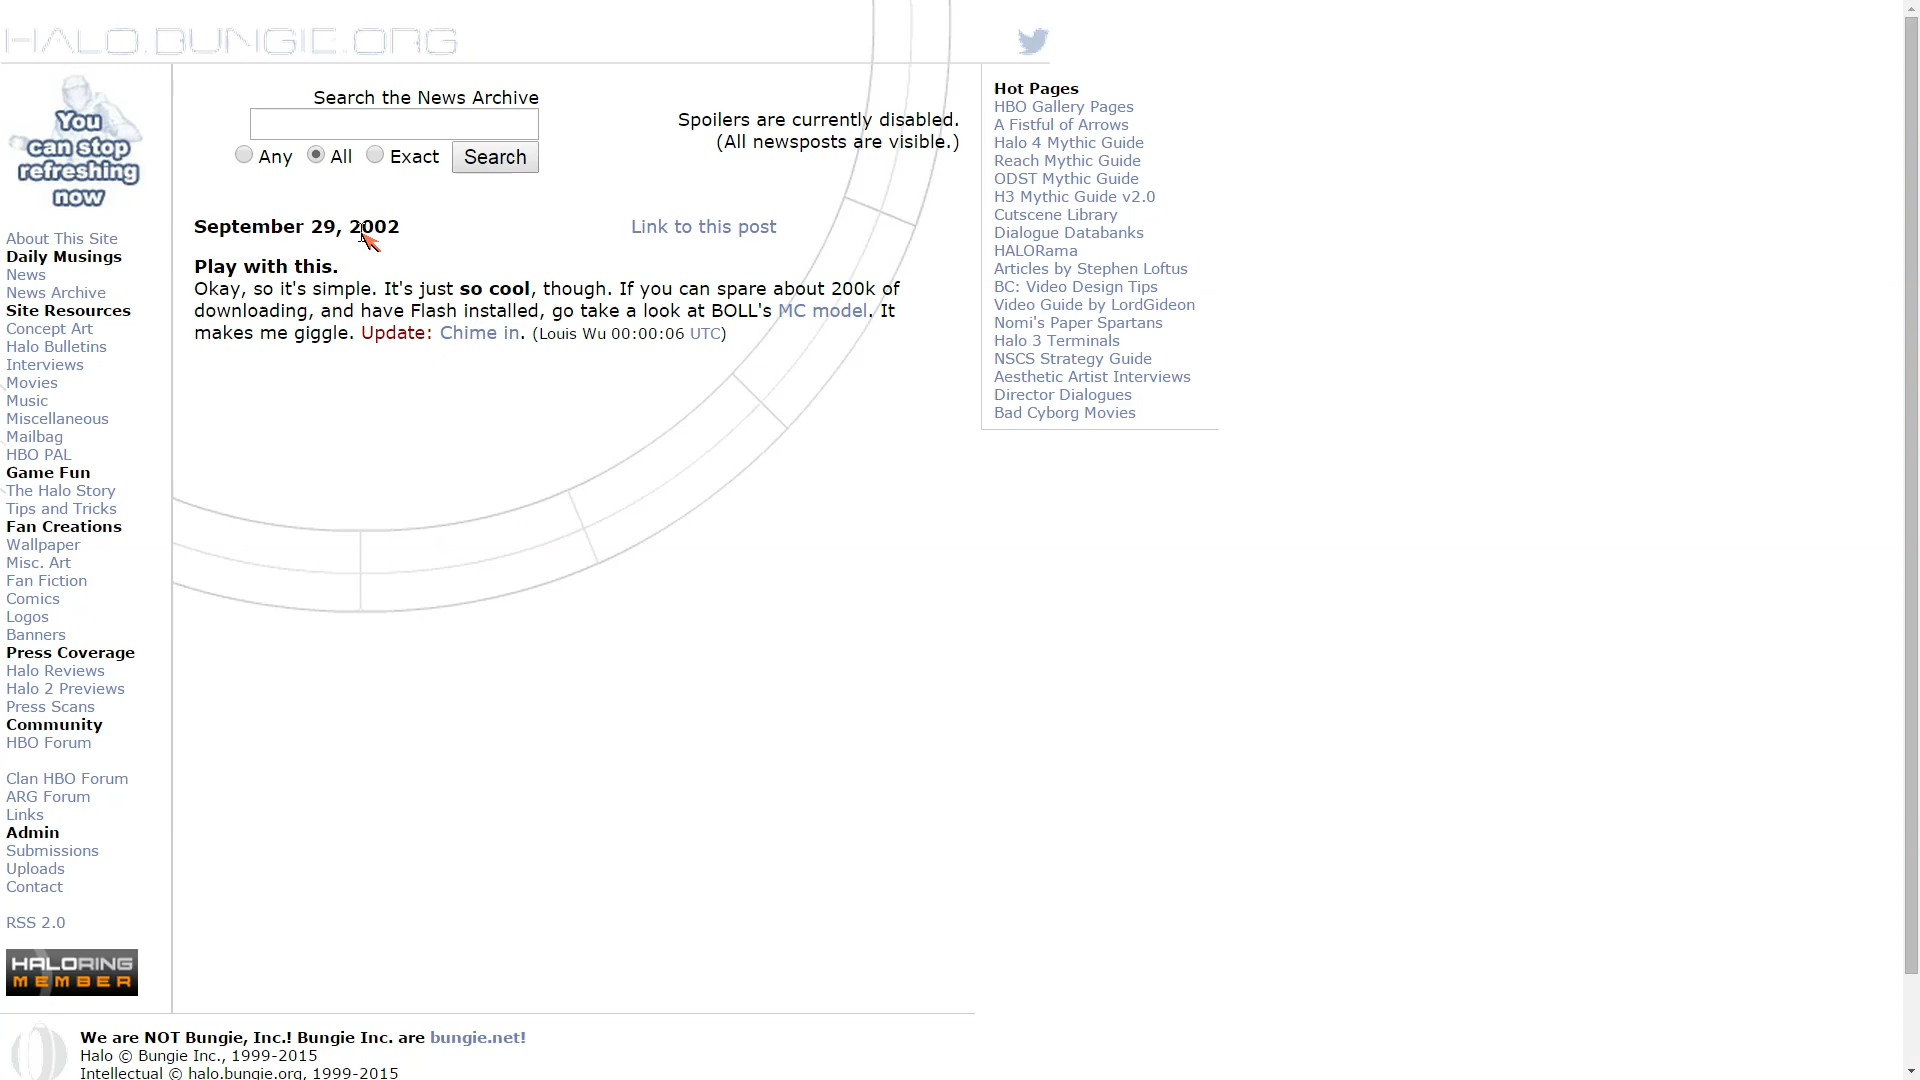 HALO.BUNGIE.ORG
You
can stop
refreshing
now
About This Site
Daily Musings
News
News Archive
Site Resources
Concept Art
Halo Bulletins
Interviews
Movies
Music
Miscellaneous
Mailbag
HBO PAL
Game Fun
The Halo Story
Tips and Tricks
Fan Creations
Wallpaper
Misc. Art
Fan Fiction
Comics
Logos
Banners
Press Coverage
Halo Reviews
Halo 2 Previews
Press Scans
Community
HBO Forum
Clan HBO Forum
ARG Forum
Links
Admin
Submissions
Uploads
Contact
RSS 2.0
HALORING
MEMBER
Search the News Archive
Any All Exact Search
Spoilers are currently disabled.
(All newsposts are visible.)
September 29, 2002 Link to this post
Play with this.
Okay, so it's simple. It's just so cool, though. If you can spare about 200k of
downloading, and have Flash installed, go take a look at BOLL's MC model. It
makes me giggle. Update: Chime in. (Louis Wu 00:00:06 UTC)
Hot Pages
HBO Gallery Pages
A Fistful of Arrows
Halo 4 Mythic Guide
Reach Mythic Guide
ODST Mythic Guide
H3 Mythic Guide v2.0
Cutscene Library
Dialogue Databanks
HALORama
Articles by Stephen Loftus
BC: Video Design Tips
Video Guide by LordGideon
Nomi's Paper Spartans
Halo 3 Terminals
NSCS Strategy Guide
Aesthetic Artist Interviews
Director Dialogues
Bad Cyborg Movies
We are NOT Bungie, Inc.! Bungie Inc. are bungie.net!
Halo © Bungie Inc., 1999-2015
Intellectual © halo.bungie.org, 1999-2015